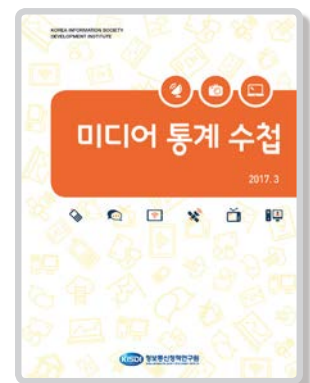 KOREA INFORMATION SOCIETY
DEVELOPMENT INSTITUTE
미디어 통계 수첩
2017. 3
KISDI 정보통신정책연구원